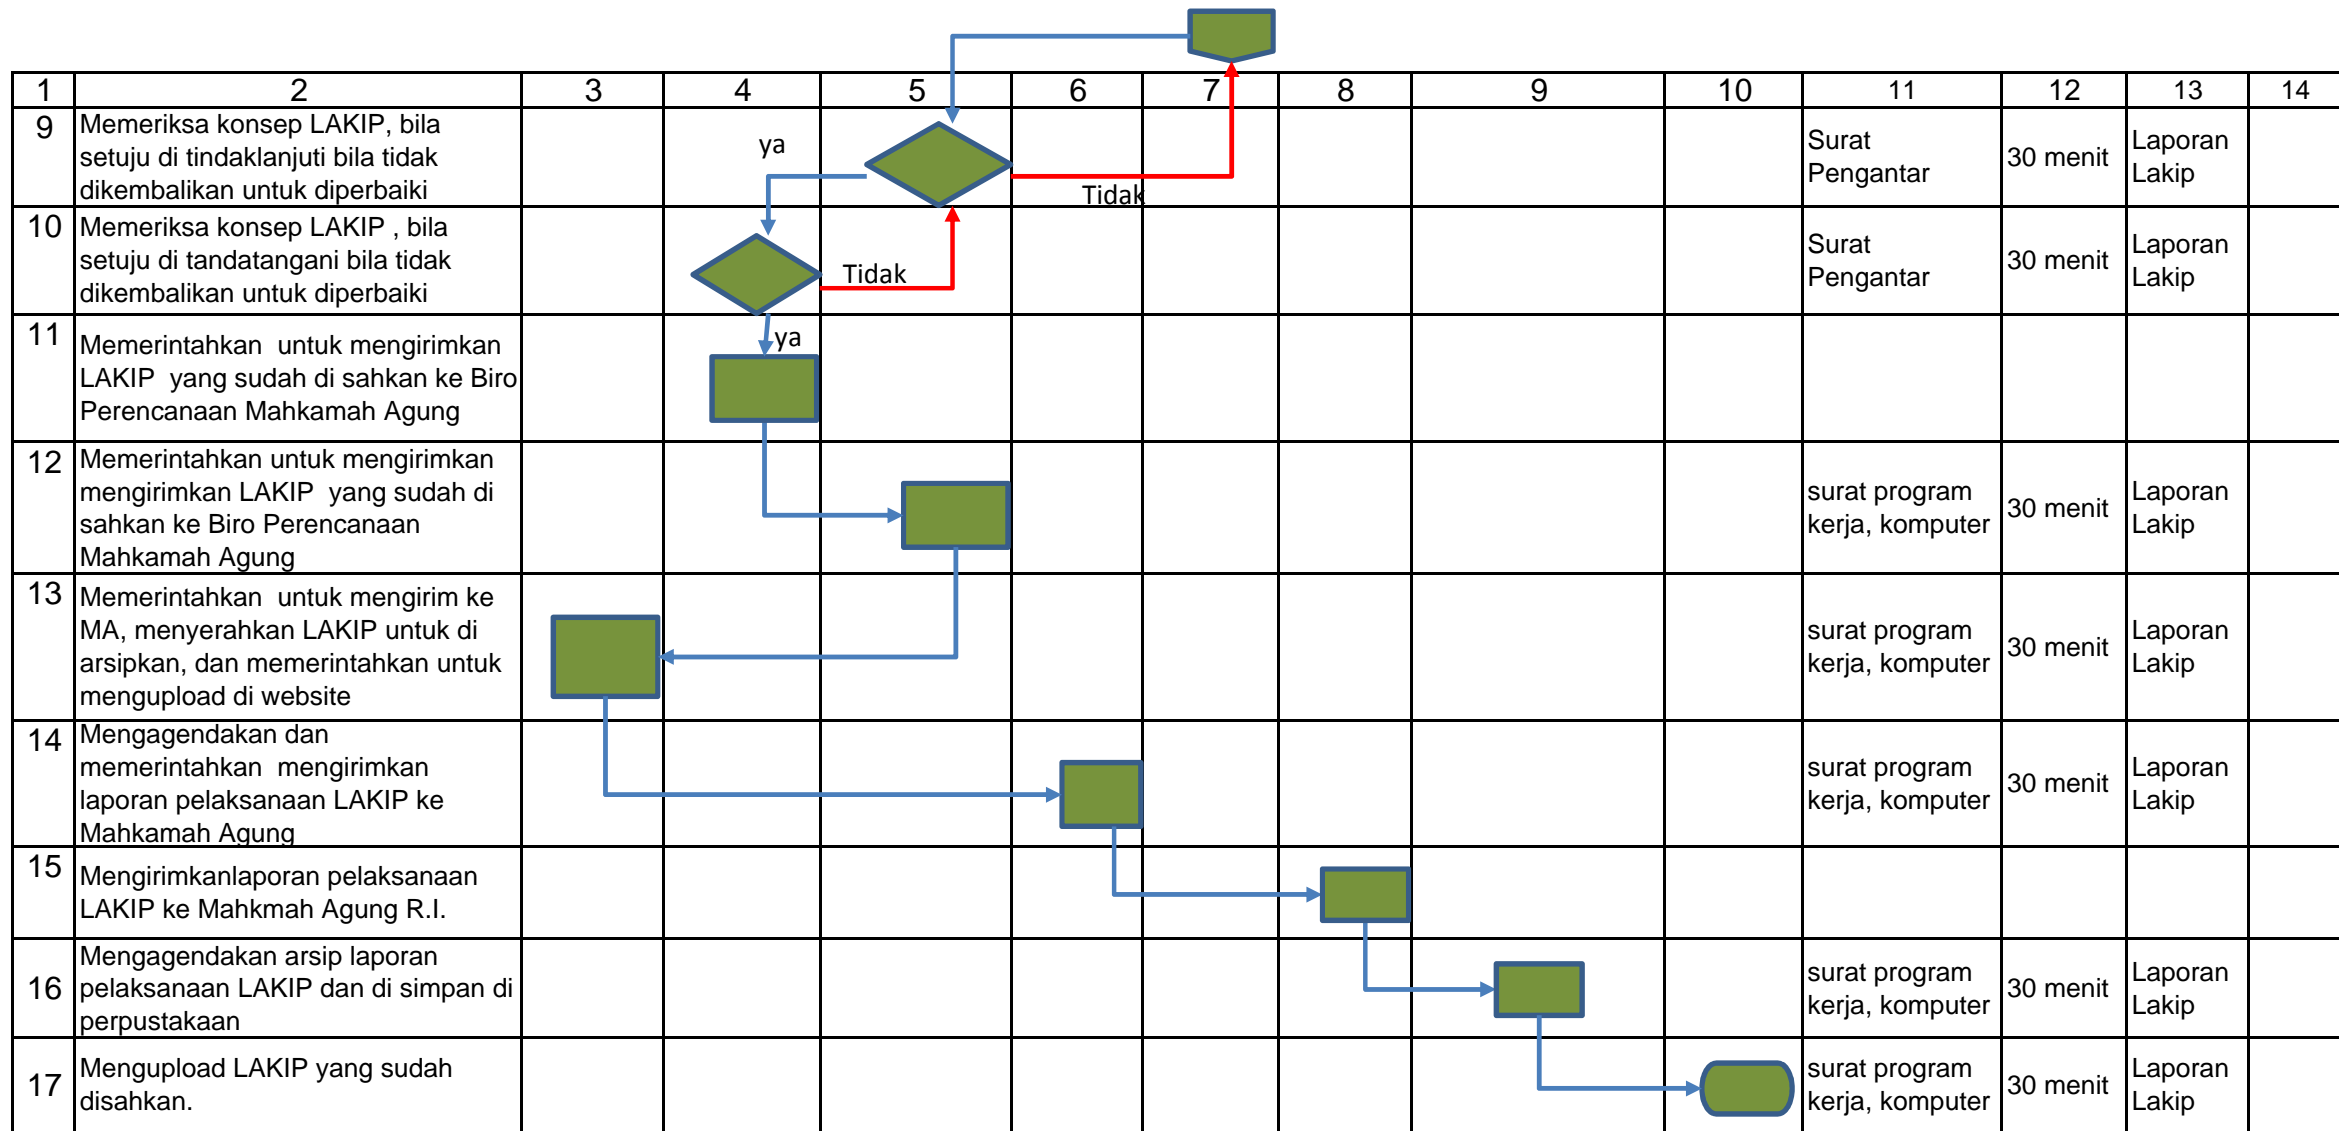 1 2 3 4 5 6 7 8 9 10 11 12 13 14
9
Memeriksa konsep LAKIP, bila
setuju di tindaklanjuti bila tidak
dikembalikan untuk diperbaiki
ya
Tidak
Surat
Pengantar
30 menit
Laporan
Lakip
10
Memeriksa konsep LAKIP , bila
setuju di tandatangani bila tidak
dikembalikan untuk diperbaiki
Tidak
Surat
Pengantar
30 menit
Laporan
Lakip
11
Memerintahkan  untuk mengirimkan
LAKIP  yang sudah di sahkan ke Biro
Perencanaan Mahkamah Agung
ya
12
Memerintahkan untuk mengirimkan
mengirimkan LAKIP  yang sudah di
sahkan ke Biro Perencanaan
Mahkamah Agung
surat program
kerja, komputer
30 menit
Laporan
Lakip
13
Memerintahkan  untuk mengirim ke
MA, menyerahkan LAKIP untuk di
arsipkan, dan memerintahkan untuk
mengupload di website
surat program
kerja, komputer
30 menit
Laporan
Lakip
14
Mengagendakan dan
memerintahkan  mengirimkan
laporan pelaksanaan LAKIP ke
Mahkamah Agung
surat program
kerja, komputer
30 menit
Laporan
Lakip
15
Mengirimkanlaporan pelaksanaan
LAKIP ke Mahkmah Agung R.I.
16
Mengagendakan arsip laporan
pelaksanaan LAKIP dan di simpan di
perpustakaan
surat program
kerja, komputer
30 menit
Laporan
Lakip
17
Mengupload LAKIP yang sudah
disahkan.
surat program
kerja, komputer
30 menit
Laporan
Lakip